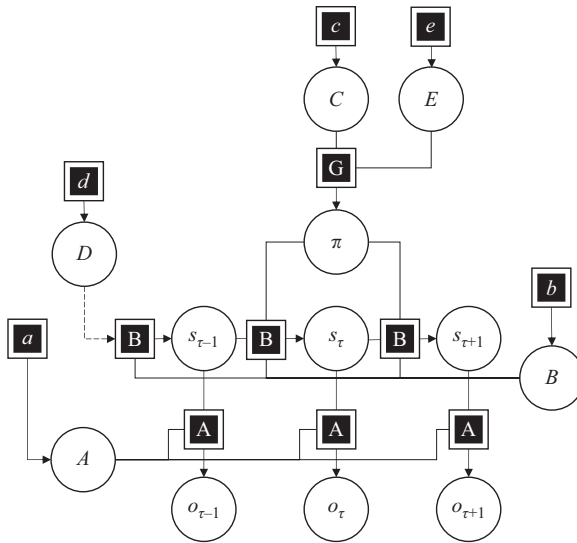 c e
C E
G
d
D π
b
a B s_{τ–1} B s_τ B s_{τ+1}
B
A A A
A
o_{τ–1} o_τ o_{τ+1}